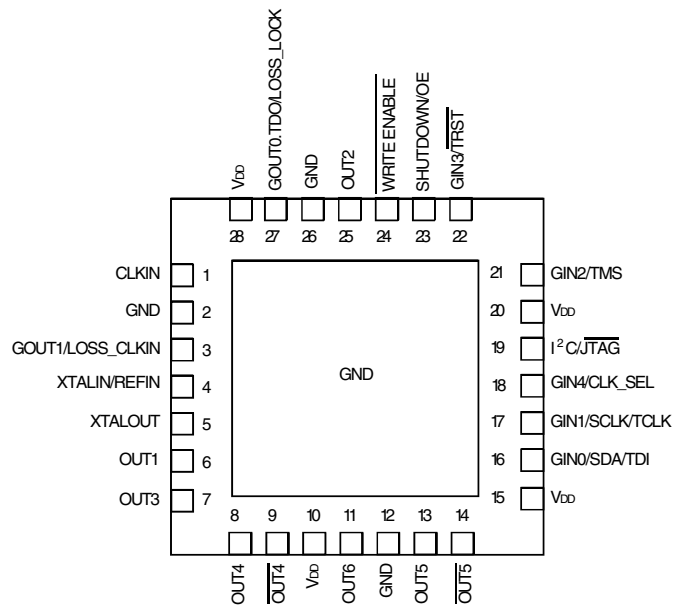 VDD
GOUT0.TDO/LOSS_LOCK
GND
OUT2
WRITE ENABLE
SHUTDOWN/OE
GIN3/TRST
28 27 26 25 24 23 22
CLKIN 1
GND 2
GOUT1/LOSS_CLKIN 3
XTALIN/REFIN 4
XTALOUT 5
OUT1 6
OUT3 7
GND
21 GIN2/TMS
20 VDD
19 I²C/JTAG
18 GIN4/CLK_SEL
17 GIN1/SCLK/TCLK
16 GIN0/SDA/TDI
15 VDD
8 9 10 11 12 13 14
OUT4
OUT4
VDD
OUT6
GND
OUT5
OUT5